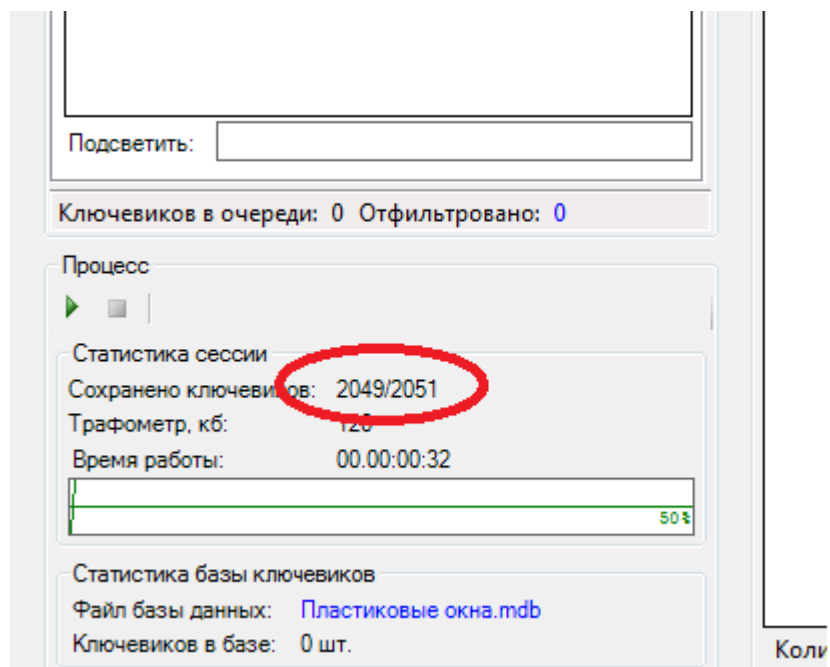 Подсветить:
Ключевиков в очереди: 0 Отфильтровано: 0
Процесс
Статистика сессии
Сохранено ключевиков: 2049/2051
Трафометр, кб: 126
Время работы: 00.00:00:32
50%
Статистика базы ключевиков
Файл базы данных: Пластиковые окна.mdb
Ключевиков в базе: 0 шт.
Коли